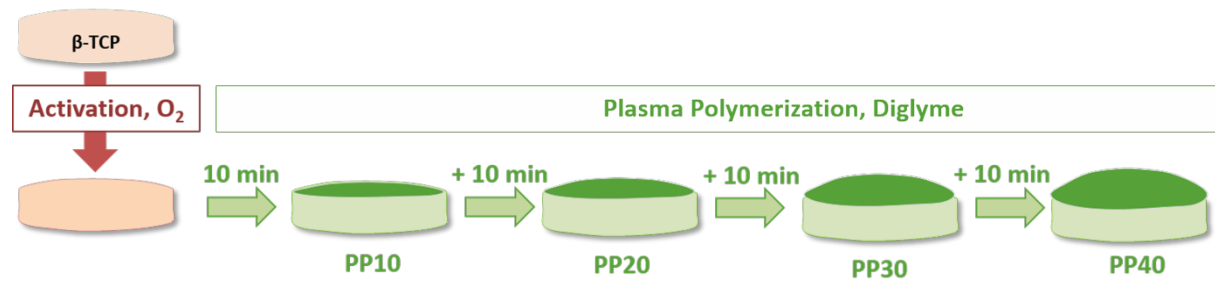 β-TCP
Activation, O₂
Plasma Polymerization, Diglyme
10 min
+ 10 min
+ 10 min
+ 10 min
PP10
PP20
PP30
PP40